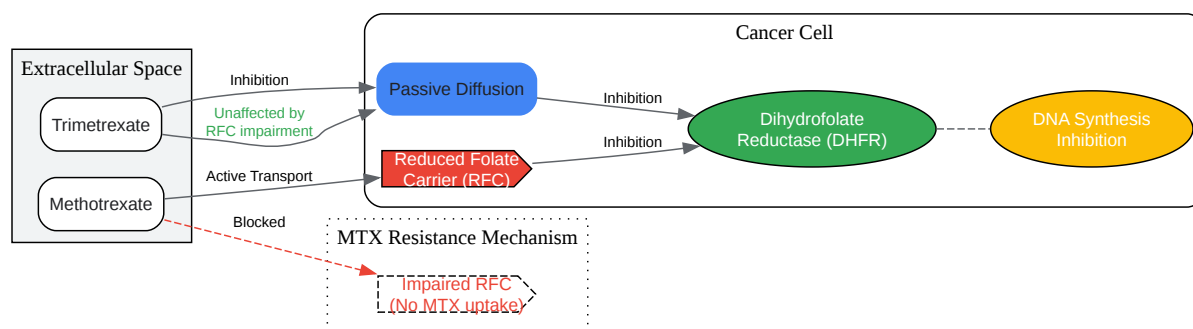 Cancer Cell
Extracellular Space
Trimetrexate
Methotrexate
Inhibition
Unaffected by
RFC impairment
Active Transport
Blocked
Passive Diffusion
Reduced Folate
Carrier (RFC)
Inhibition
Inhibition
Dihydrofolate
Reductase (DHFR)
DNA Synthesis
Inhibition
MTX Resistance Mechanism
Impaired RFC
(No MTX uptake)